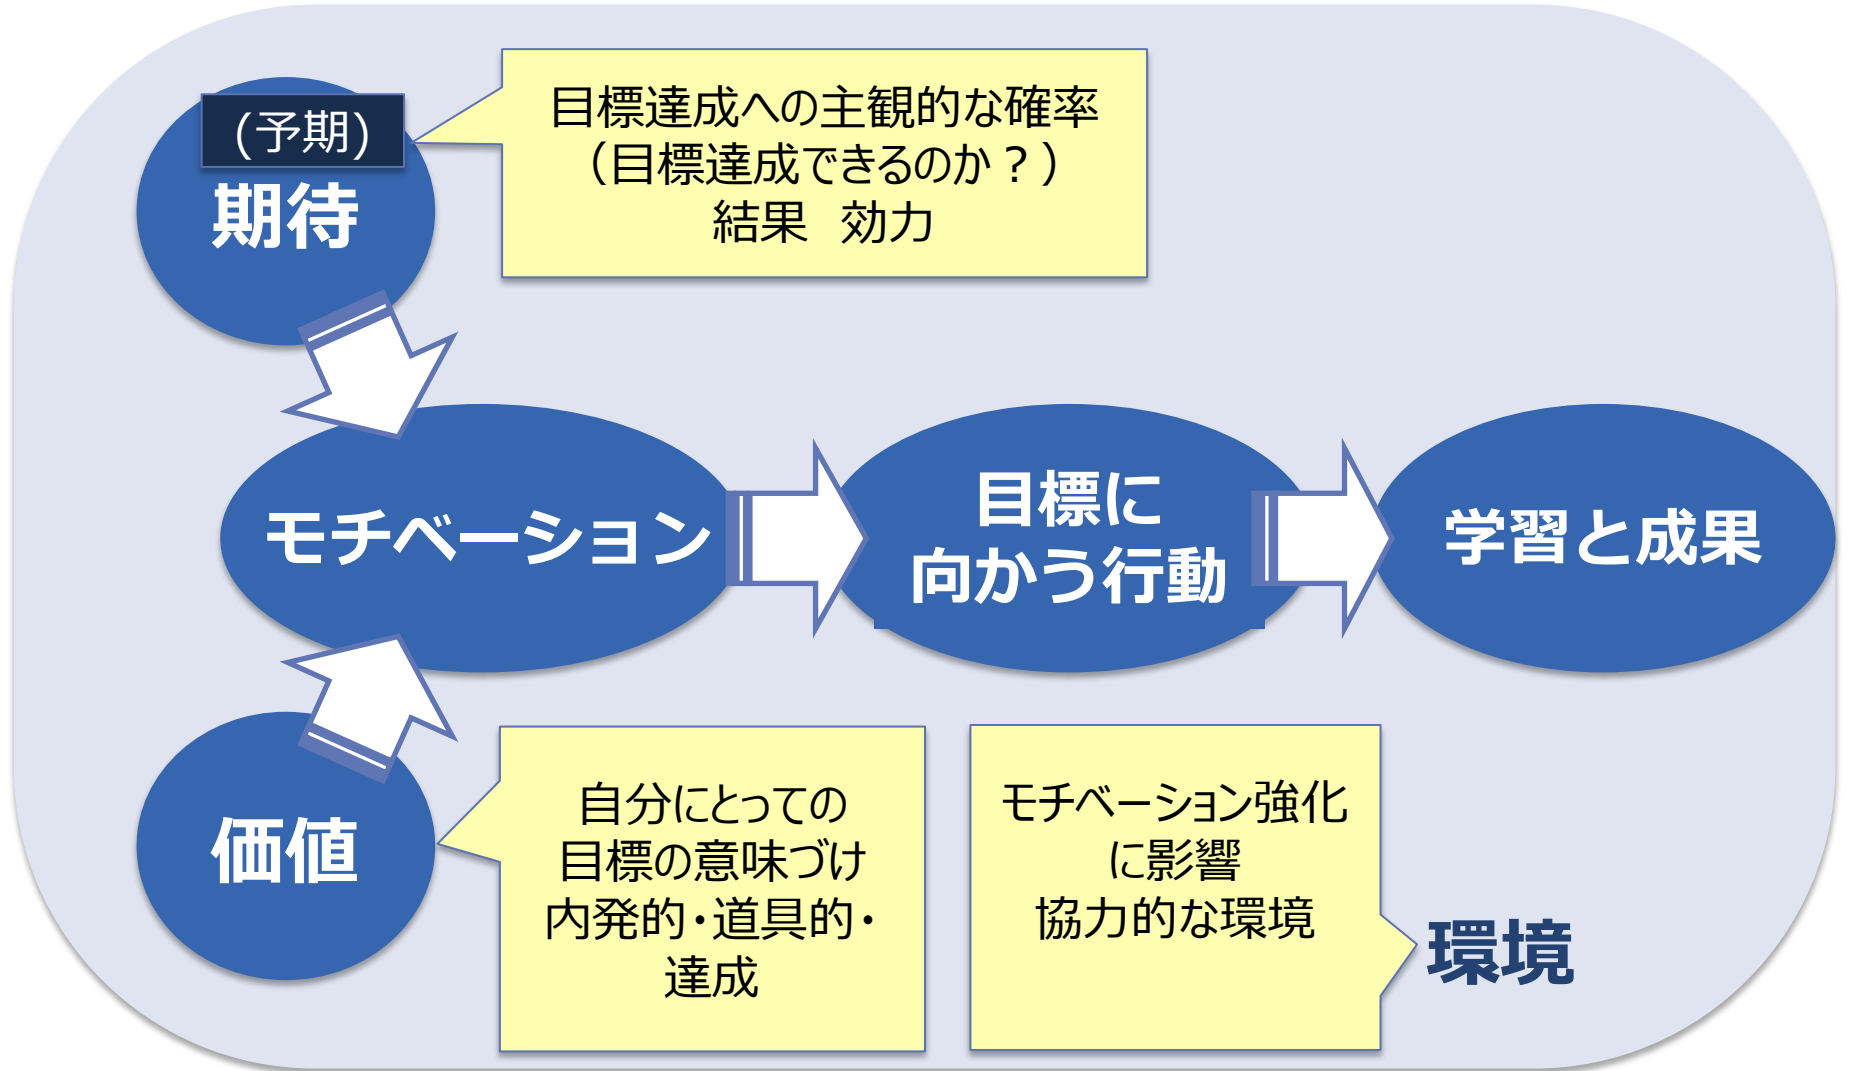 (予期)
期待
目標達成への主観的な確率
（目標達成できるのか？）
結果　効力
モチベーション
目標に
向かう行動
学習と成果
価値
自分にとっての
目標の意味づけ
内発的・道具的・
達成
モチベーション強化
に影響
協力的な環境
環境